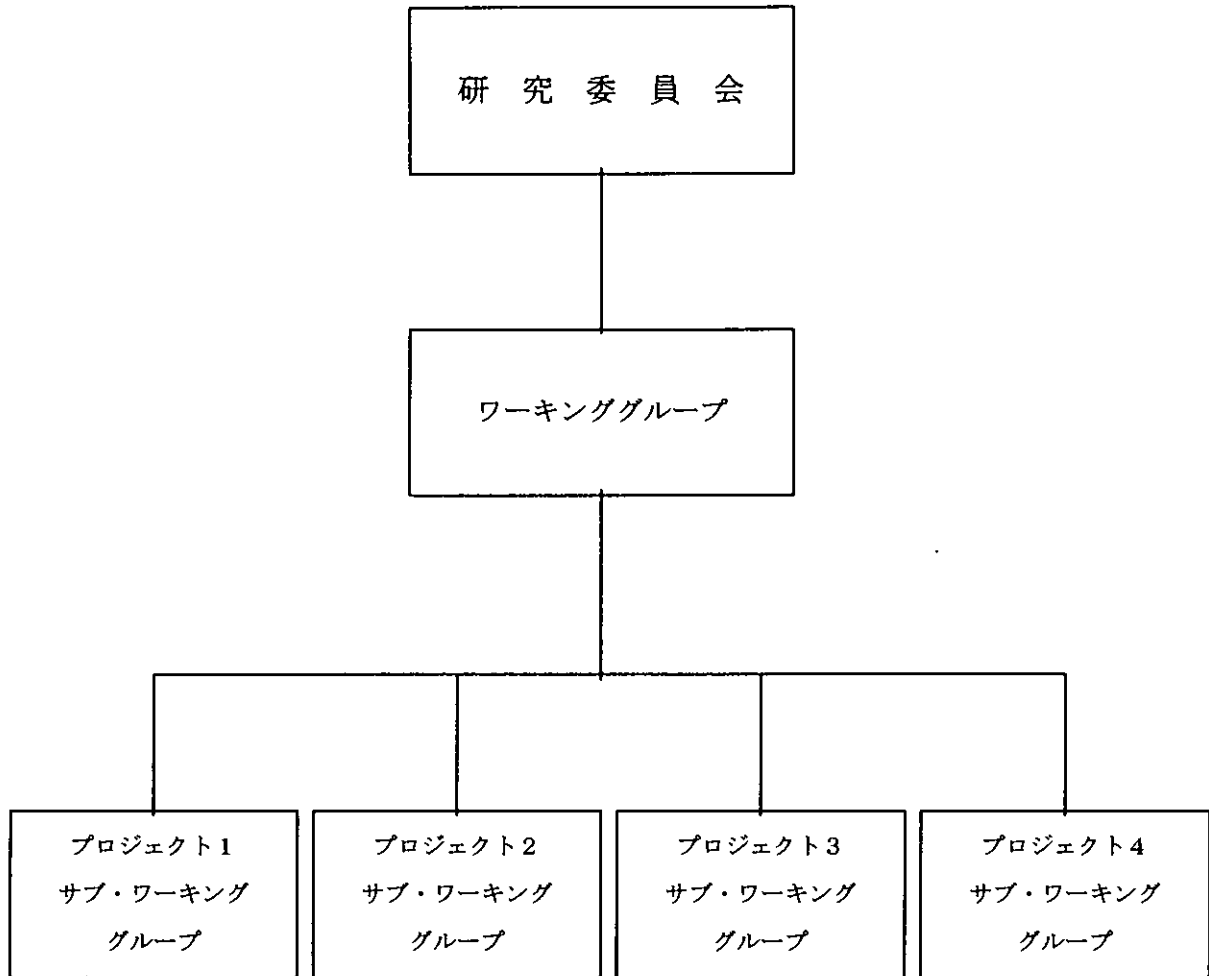 研究委員会
ワーキンググループ
プロジェクト1
サブ・ワーキング
グループ
プロジェクト2
サブ・ワーキング
グループ
プロジェクト3
サブ・ワーキング
グループ
プロジェクト4
サブ・ワーキング
グループ